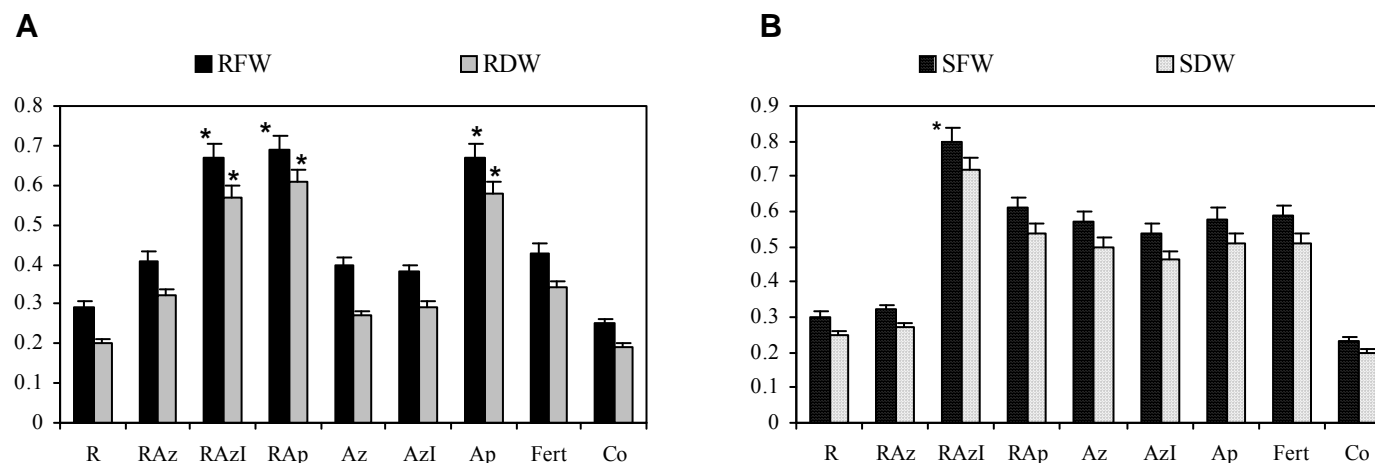 A
RFW RDW
0.8
0.7
0.6
0.5
0.4
0.3
0.2
0.1
0
* * * * * *
R RAz RAzI RAp Az AzI Ap Fert Co
B
SFW SDW
0.9
0.8
0.7
0.6
0.5
0.4
0.3
0.2
0.1
0
*
R RAz RAzI RAp Az AzI Ap Fert Co